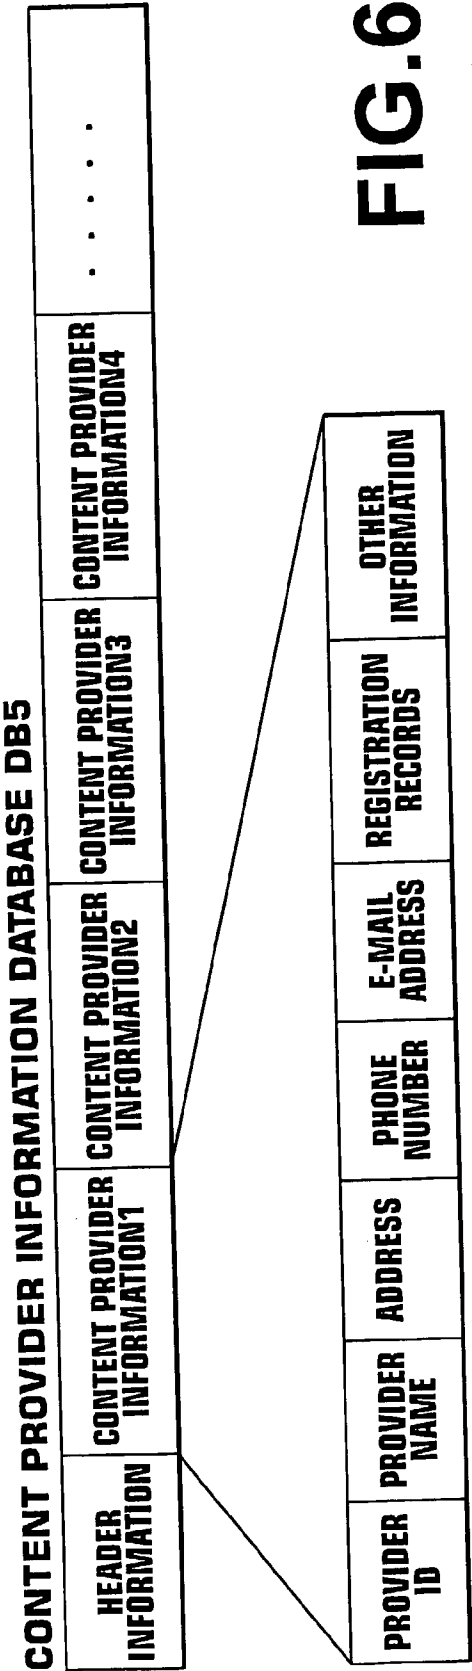 CONTENT PROVIDER INFORMATION DATABASE DB5
HEADER
INFORMATION
CONTENT PROVIDER
INFORMATION1
CONTENT PROVIDER
INFORMATION2
CONTENT PROVIDER
INFORMATION3
CONTENT PROVIDER
INFORMATION4
. . . . .
PROVIDER
ID
PROVIDER
NAME
ADDRESS
PHONE
NUMBER
E-MAIL
ADDRESS
REGISTRATION
RECORDS
OTHER
INFORMATION
FIG.6